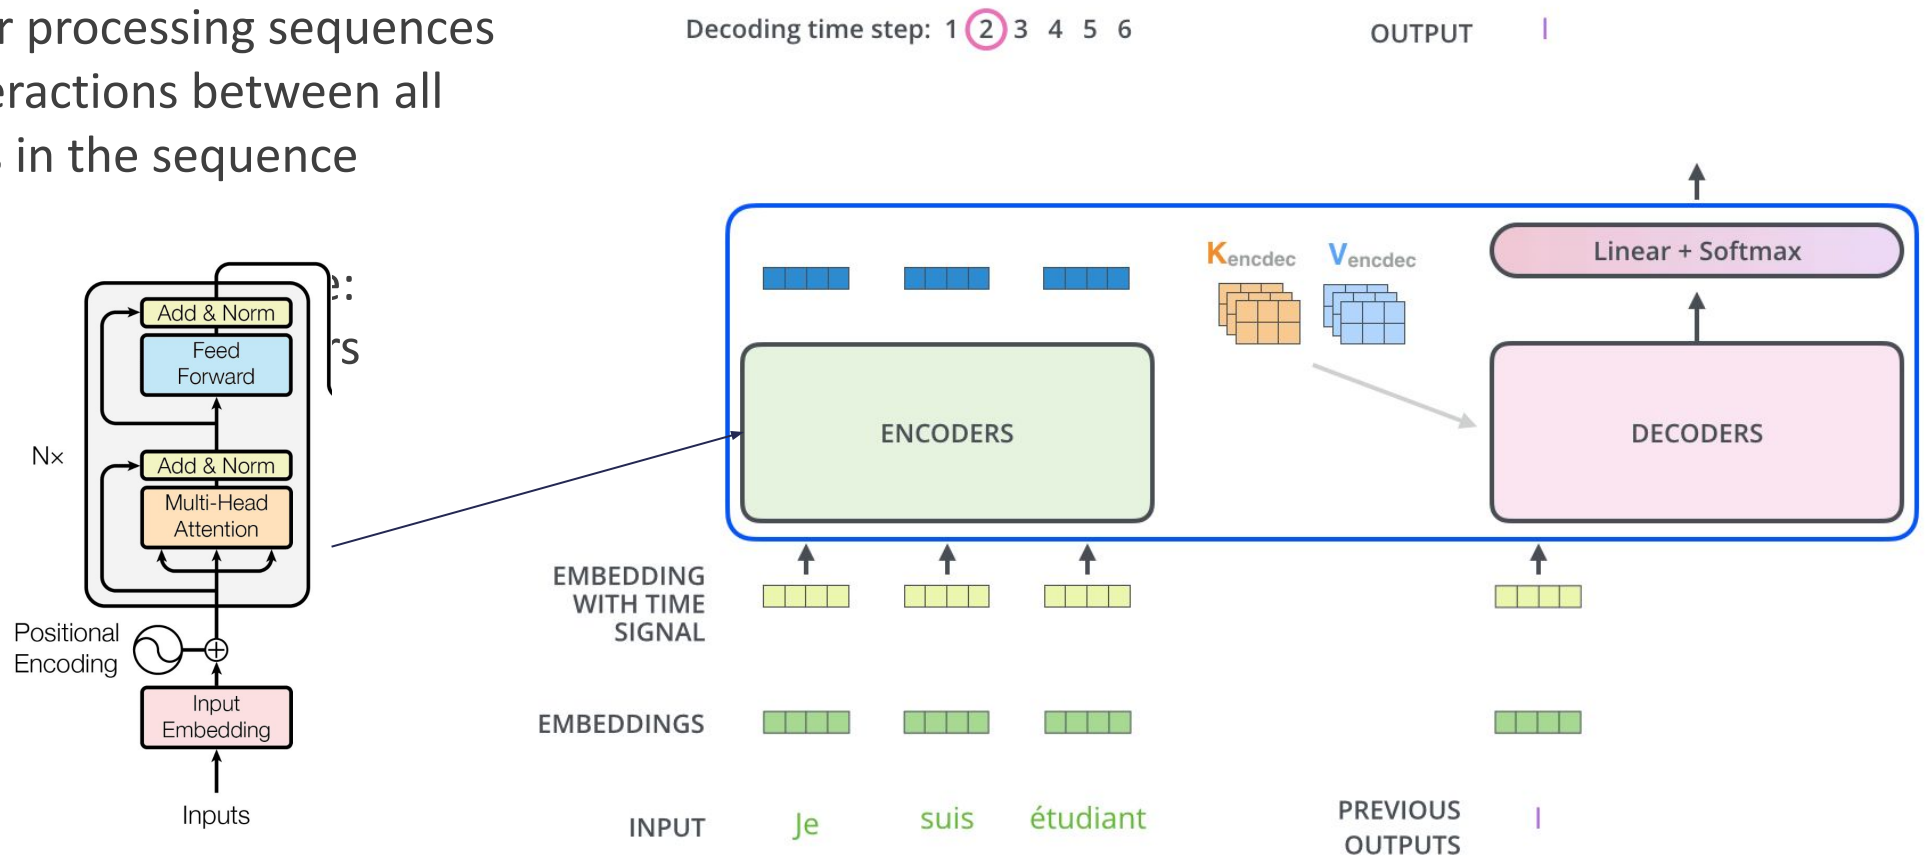 r processing sequences
eractions between all
s in the sequence
e:
rs
Add & Norm
Feed
Forward
Nx
Add & Norm
Multi-Head
Attention
Positional
Encoding
Input
Embedding
Inputs
Decoding time step: 1 2 3 4 5 6
OUTPUT I
Kencdec Vencdec
Linear + Softmax
ENCODERS
DECODERS
EMBEDDING
WITH TIME
SIGNAL
EMBEDDINGS
INPUT Je suis étudiant
PREVIOUS
OUTPUTS
I